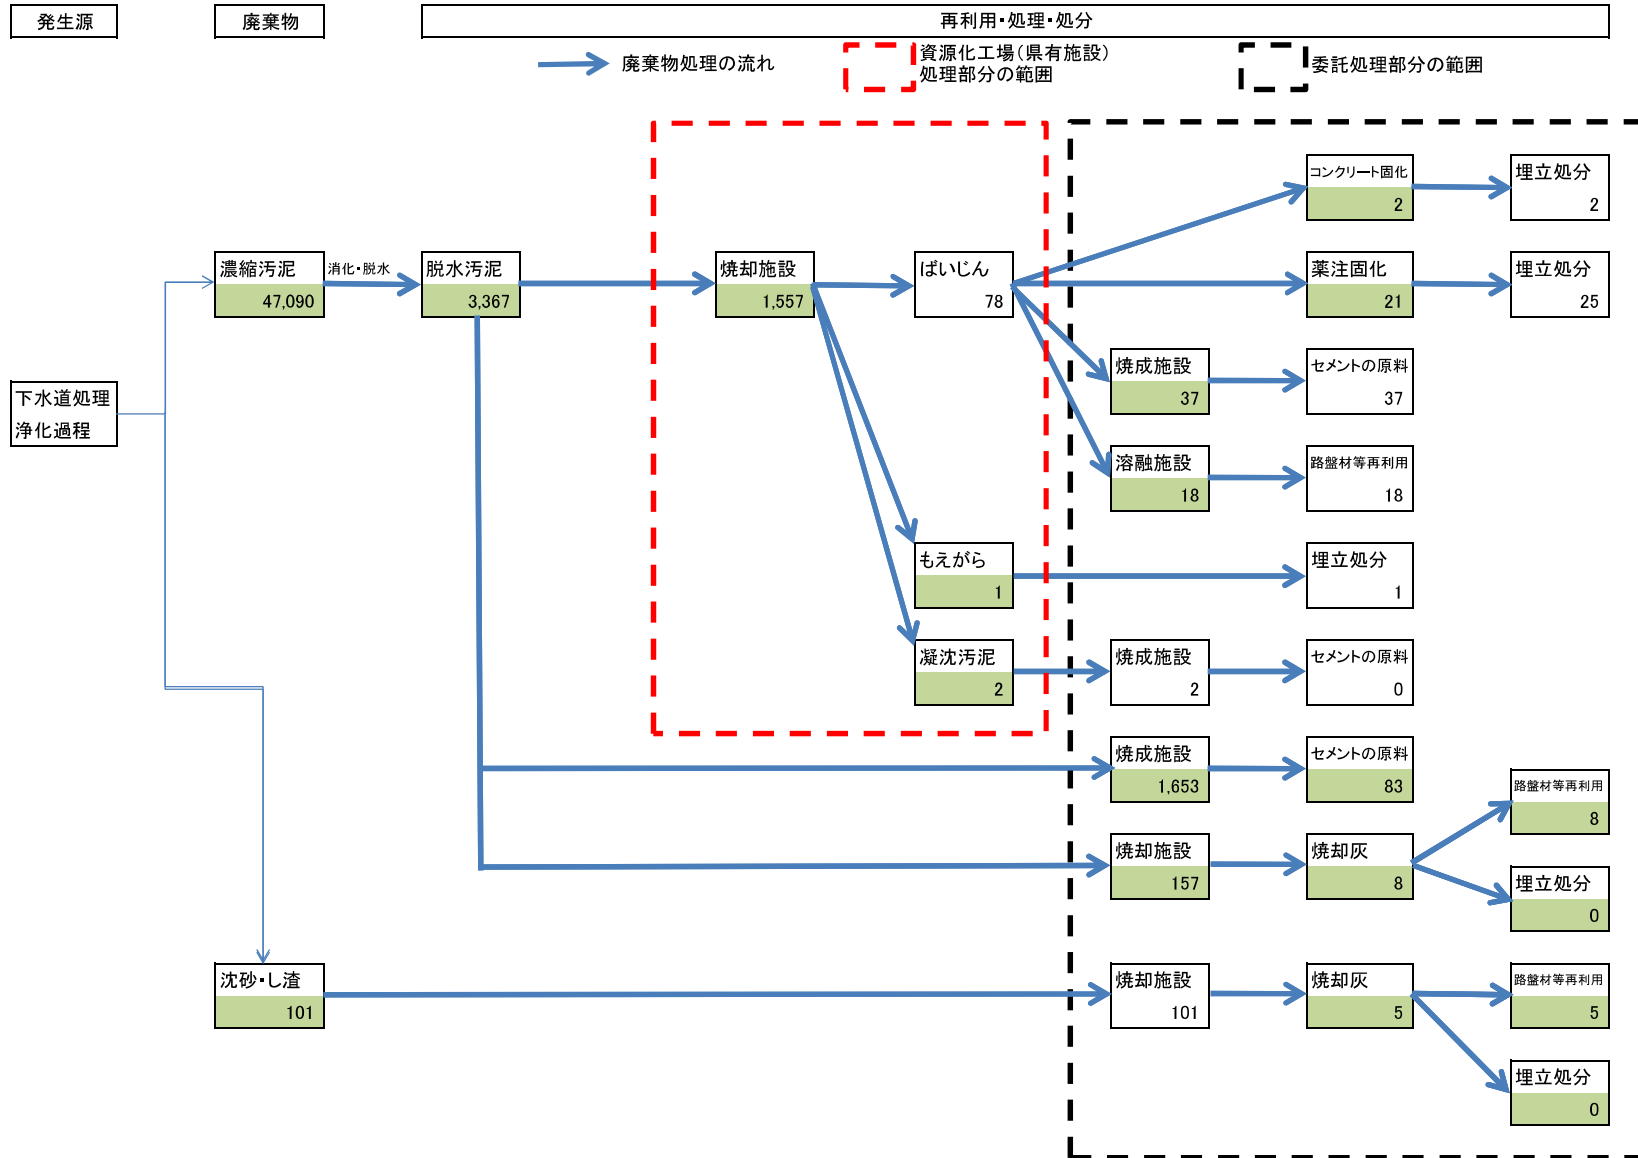 発生源
廃棄物
再利用・処理・処分
廃棄物処理の流れ
資源化工場（県有施設）
処理部分の範囲
委託処理部分の範囲
コンクリート固化
2
埋立処分
2
濃縮汚泥
47,090
消化・脱水
脱水汚泥
3,367
焼却施設
1,557
ばいじん
78
薬注固化
21
埋立処分
25
焼成施設
37
セメントの原料
37
下水道処理
浄化過程
溶融施設
18
路盤材等再利用
18
もえがら
1
埋立処分
1
凝沈汚泥
2
焼成施設
2
セメントの原料
0
焼成施設
1,653
セメントの原料
83
路盤材等再利用
8
焼却施設
157
焼却灰
8
埋立処分
0
沈砂・し渣
101
焼却施設
101
焼却灰
5
路盤材等再利用
5
埋立処分
0